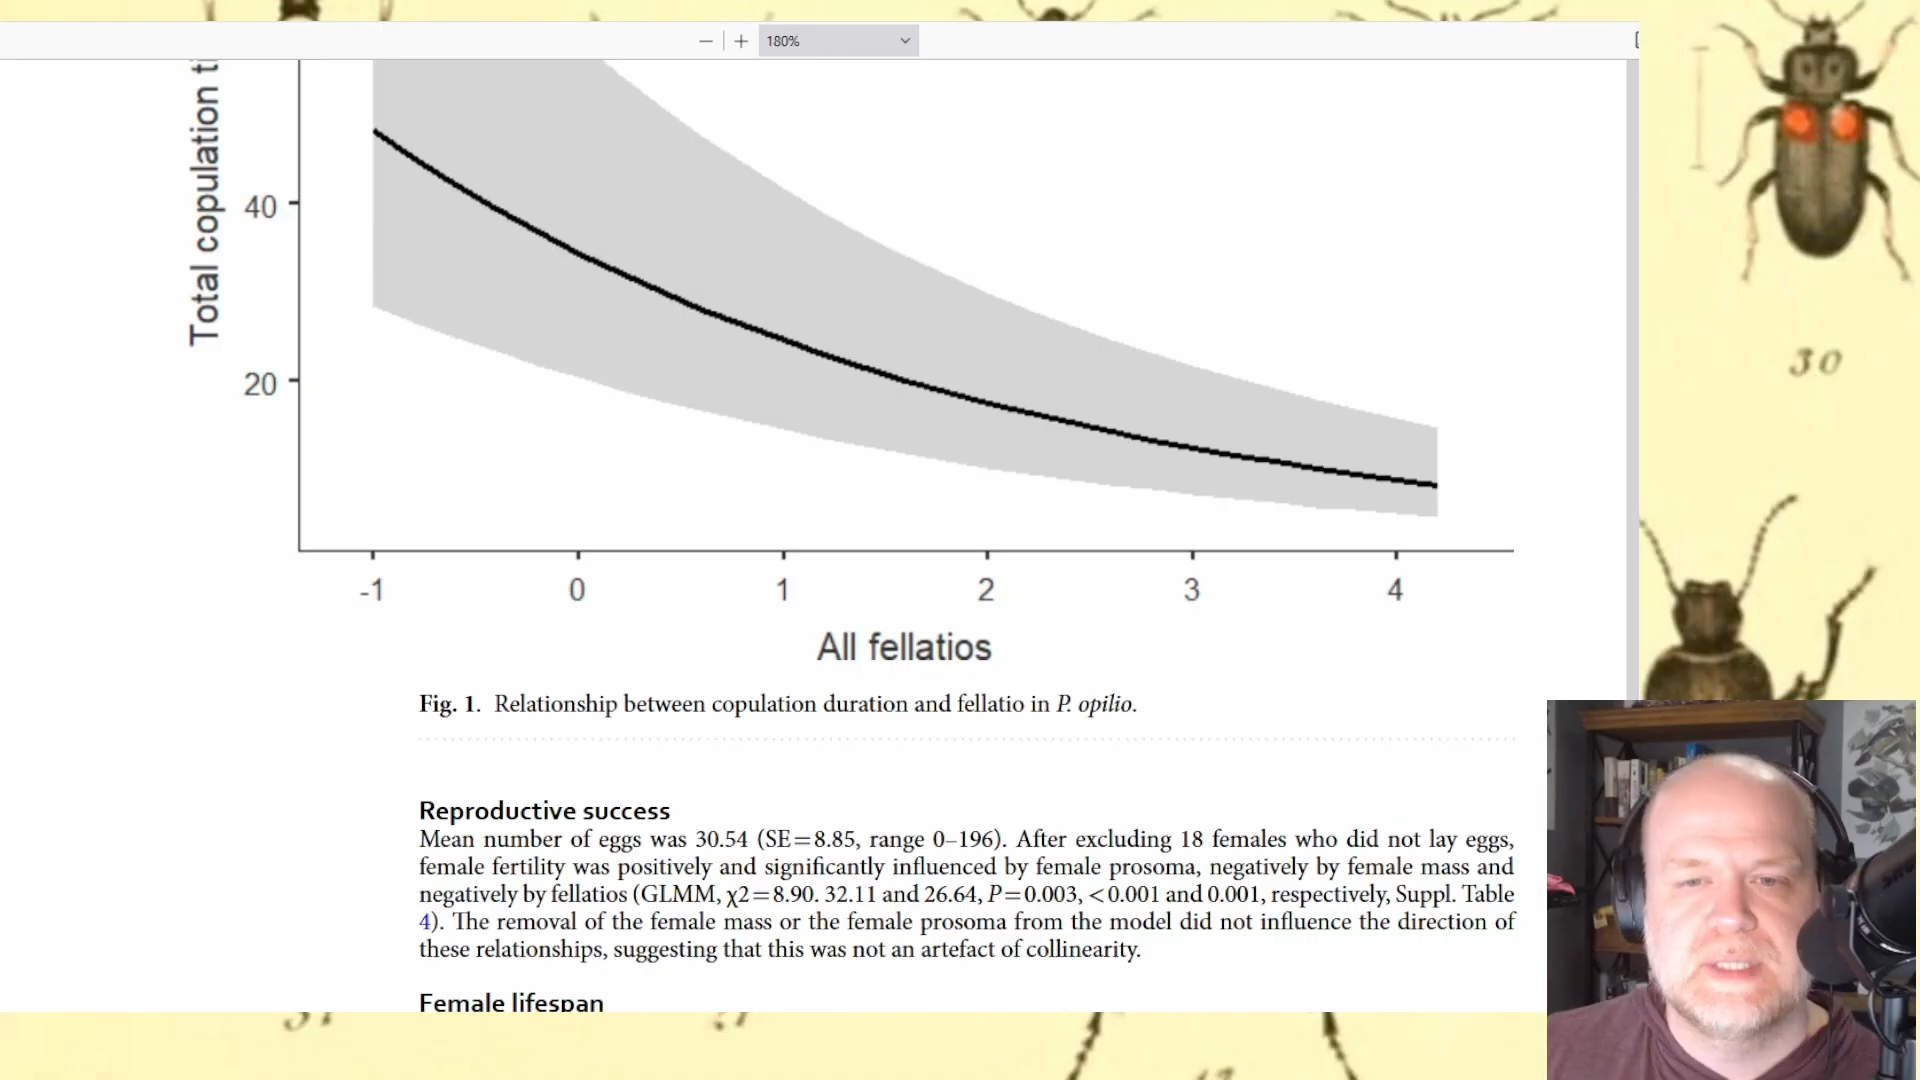 180%
Total copulation ti
40
20
-1 0 1 2 3 4
All fellatios
Fig. 1. Relationship between copulation duration and fellatio in P. opilio.
Reproductive success
Mean number of eggs was 30.54 (SE=8.85, range 0–196). After excluding 18 females who did not lay eggs,
female fertility was positively and significantly influenced by female prosoma, negatively by female mass and
negatively by fellatios (GLMM, χ2=8.90. 32.11 and 26.64, P=0.003, <0.001 and 0.001, respectively, Suppl. Table
4). The removal of the female mass or the female prosoma from the model did not influence the direction of
these relationships, suggesting that this was not an artefact of collinearity.
Female lifespan
30